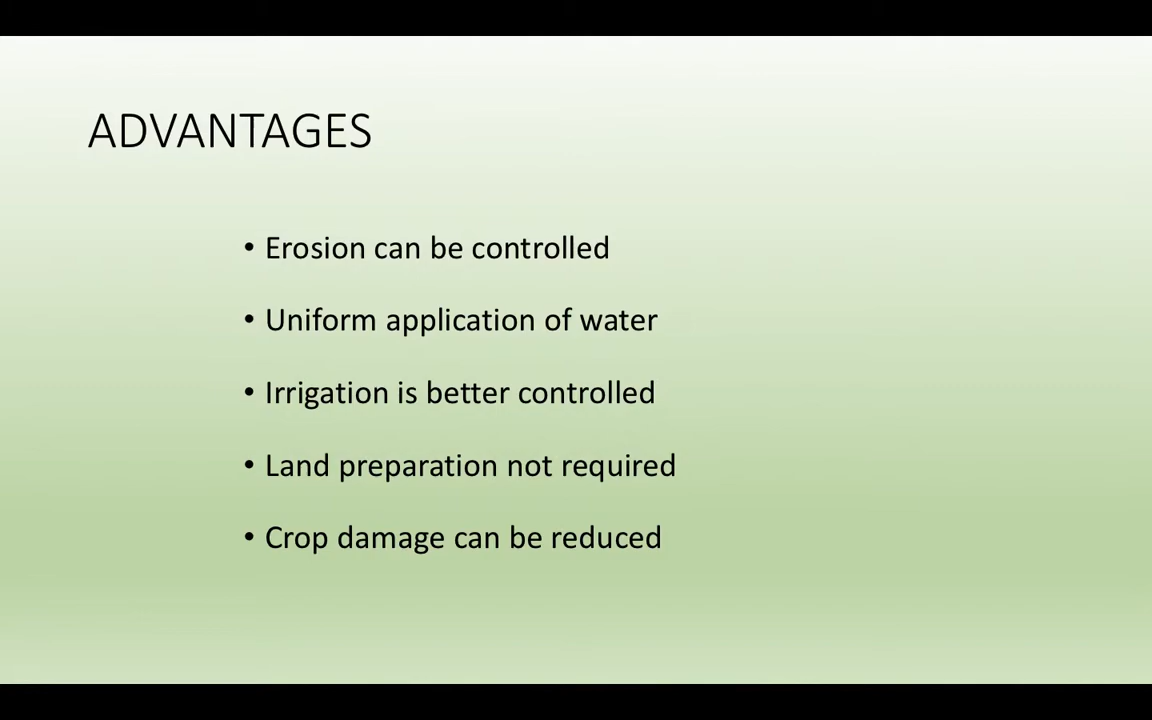 ADVANTAGES
• Erosion can be controlled
• Uniform application of water
• Irrigation is better controlled
• Land preparation not required
• Crop damage can be reduced